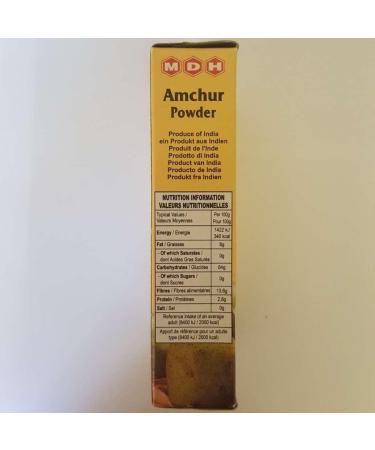 MDH
Amchur
Powder
Produce of India
ein Produkt aus Indien
Produit de l'Inde
Prodotto di India
Product van India
Producto de India
Produkt fra Indien
NUTRITION INFORMATION
VALEURS NUTRITIONNELLES
Typical Values / Per 100g
Valeurs Moyennes Pour 100g
Energy / Energie 1422 kJ /
340 kcal
Fat / Graisses
- Of which Saturates / 0g
dont Acides Gras Saturés
Carbohydrates / Glucides 64g
- Of which Sugars / 0g
dont Sucres
Fibres / Fibres alimentaires 13.6g
Protein / Protéines 2.8g
Salt / Sel 0g
Reference Intake of an average
adult (8400 kJ / 2000 kcal)
Apport de référence pour un adulte
type (8400 kJ / 2000 kcal)